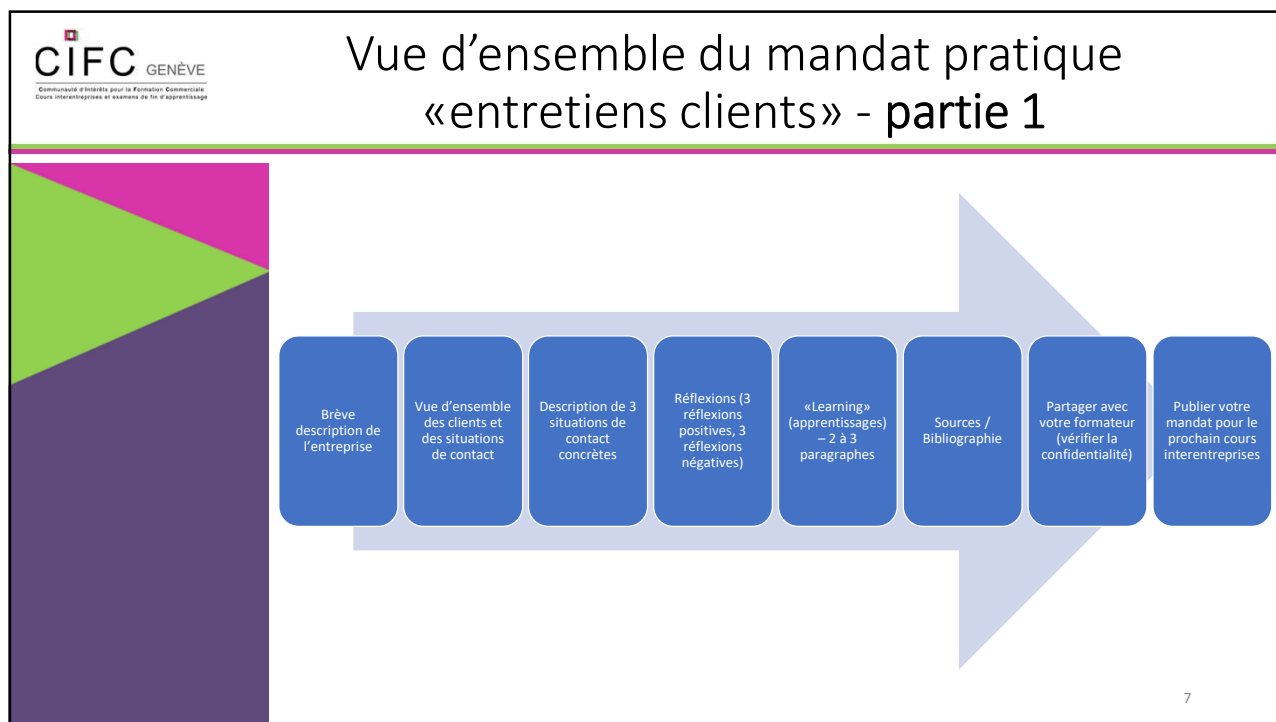 CIFC GENÈVE
Communauté d'Intérêts pour la Formation Commerciale
Cours interentreprises et examens de fin d'apprentissage
Vue d'ensemble du mandat pratique
«entretiens clients» - partie 1
Brève
description de
l'entreprise
Vue d'ensemble
des clients et
des situations
de contact
Description de 3
situations de
contact
concrètes
Réflexions (3
réflexions
positives, 3
réflexions
négatives)
«Learning»
(apprentissages)
– 2 à 3
paragraphes
Sources /
Bibliographie
Partager avec
votre formateur
(vérifier la
confidentialité)
Publier votre
mandat pour le
prochain cours
interentreprises
7